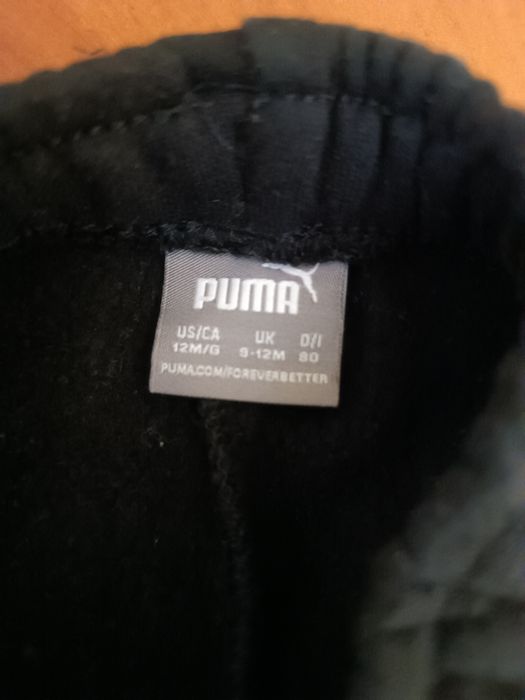 PUMA
US/CA UK D/I
12M/G 9-12M 80
PUMA.COM/FOREVERBETTER